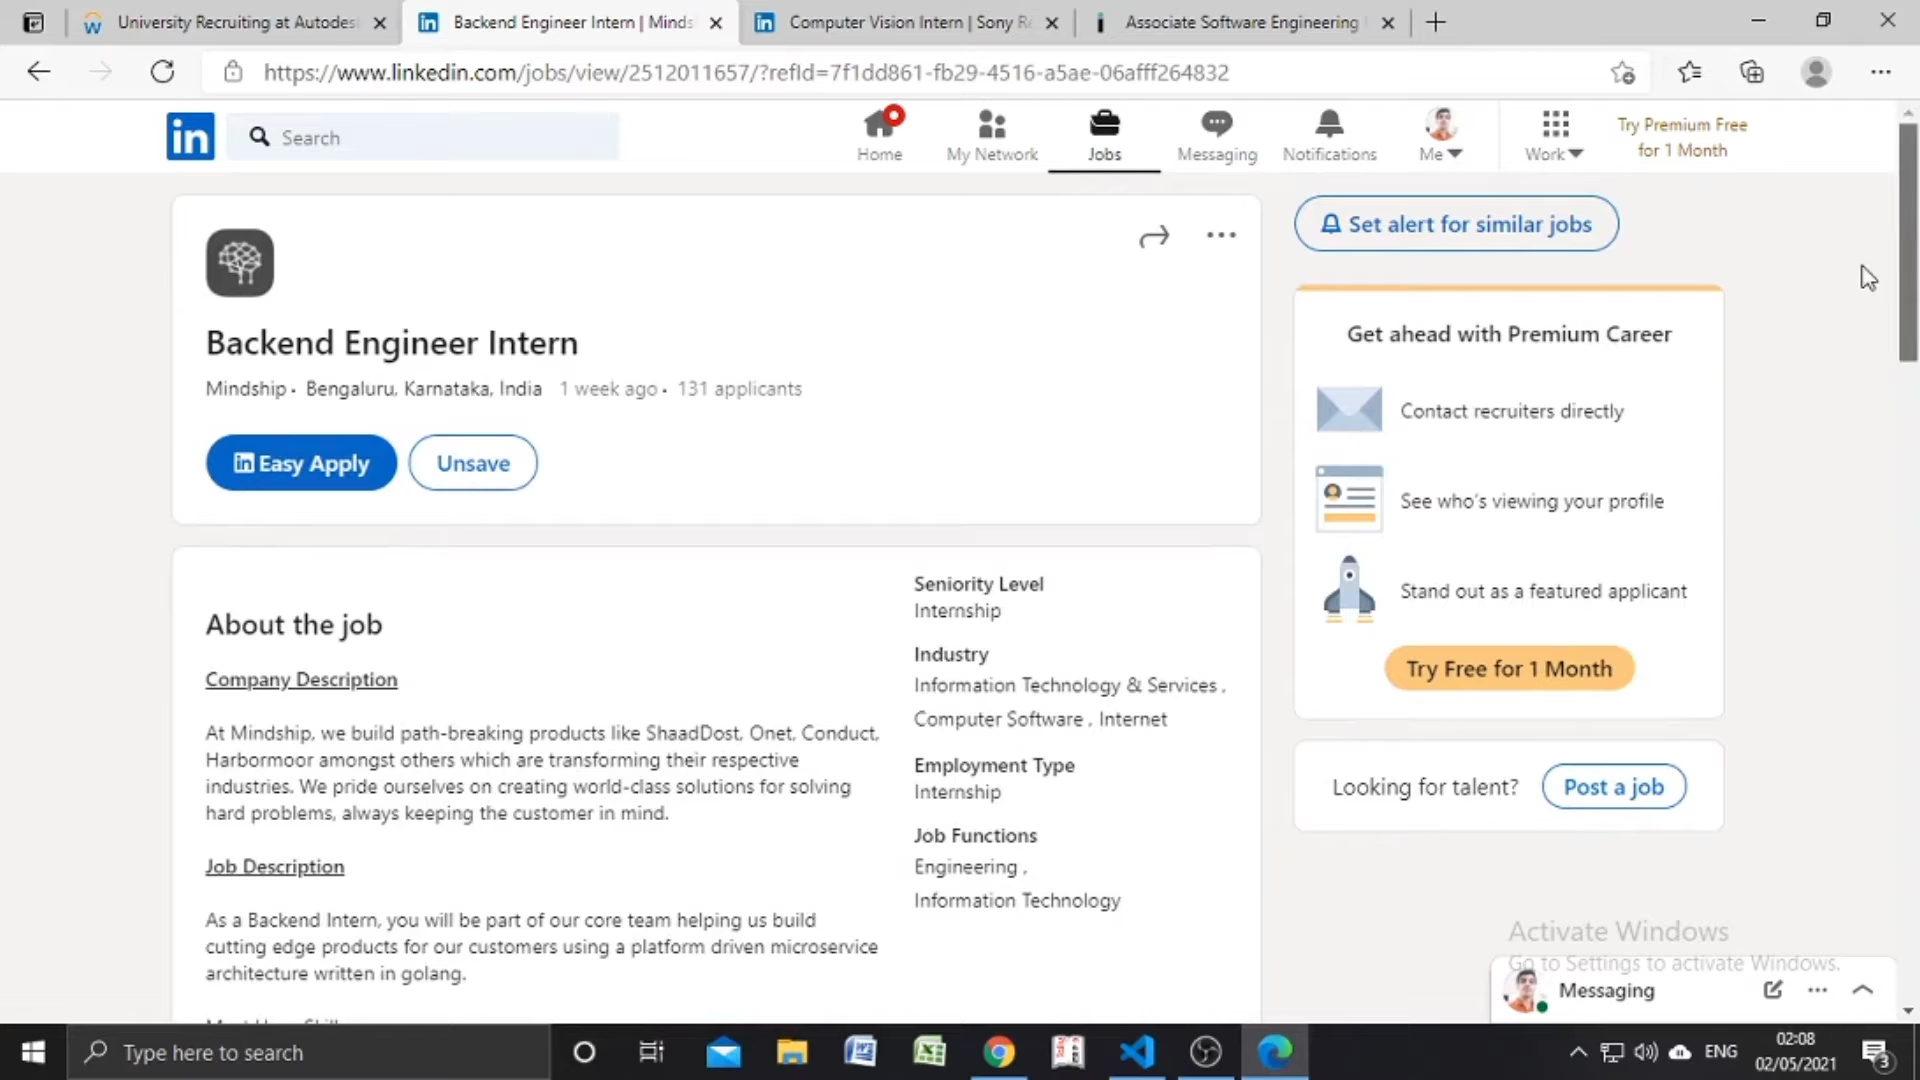 University Recruiting at Autodes
Backend Engineer Intern | Minds
Computer Vision Intern | Sony Re
Associate Software Engineering
https://www.linkedin.com/jobs/view/2512011657/?refId=7f1dd861-fb29-4516-a5ae-06afff264832
in
Search
Home
My Network
Jobs
Messaging
Notifications
Me
Work
Try Premium Free
for 1 Month
Backend Engineer Intern
Mindship · Bengaluru, Karnataka, India 1 week ago · 131 applicants
in Easy Apply
Unsave
About the job
Company Description
At Mindship, we build path-breaking products like ShaadDost, Onet, Conduct,
Harbormoor amongst others which are transforming their respective
industries. We pride ourselves on creating world-class solutions for solving
hard problems, always keeping the customer in mind.
Job Description
As a Backend Intern, you will be part of our core team helping us build
cutting edge products for our customers using a platform driven microservice
architecture written in golang.
Seniority Level
Internship
Industry
Information Technology & Services ,
Computer Software , Internet
Employment Type
Internship
Job Functions
Engineering ,
Information Technology
Set alert for similar jobs
Get ahead with Premium Career
Contact recruiters directly
See who's viewing your profile
Stand out as a featured applicant
Try Free for 1 Month
Looking for talent?
Post a job
Activate Windows
Go to Settings to activate Windows.
Messaging
Type here to search
ENG
02:08
02/05/2021
3